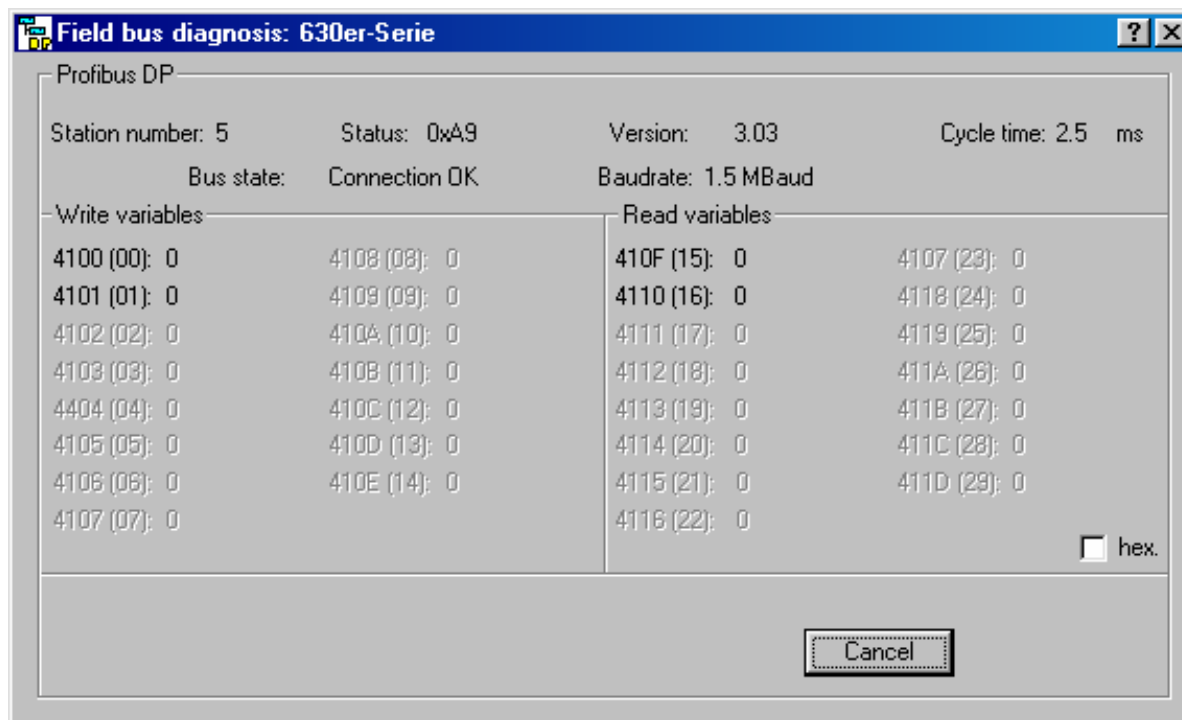 Field bus diagnosis: 630er-Serie
Profibus DP
Station number: 5 Status: 0xA9 Version: 3.03 Cycle time: 2.5 ms
Bus state: Connection OK Baudrate: 1.5 MBaud
Write variables Read variables
4100 (00): 0 4108 (08): 0 410F (15): 0 4107 (23): 0
4101 (01): 0 4109 (09): 0 4110 (16): 0 4118 (24): 0
4102 (02): 0 410A (10): 0 4111 (17): 0 4119 (25): 0
4103 (03): 0 410B (11): 0 4112 (18): 0 411A (26): 0
4404 (04): 0 410C (12): 0 4113 (19): 0 411B (27): 0
4105 (05): 0 410D (13): 0 4114 (20): 0 411C (28): 0
4106 (06): 0 410E (14): 0 4115 (21): 0 411D (29): 0
4107 (07): 0 4116 (22): 0
hex.
Cancel